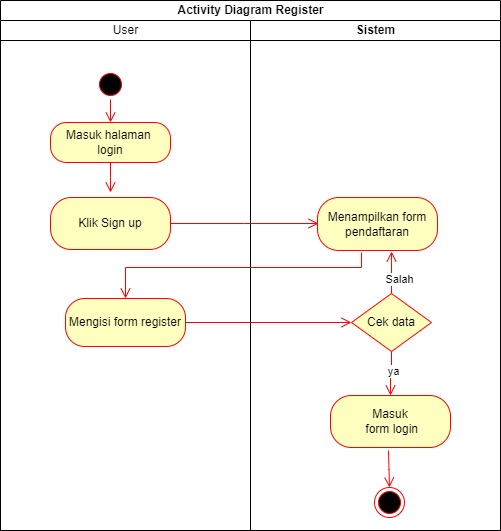 Activity Diagram Register
User
Sistem
Masuk halaman
login
Klik Sign up
Menampilkan form
pendaftaran
Salah
Mengisi form register
Cek data
ya
Masuk
form login